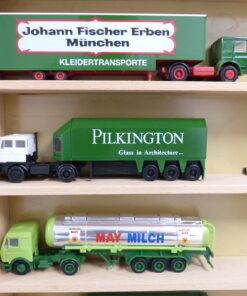 Johann Fischer Erben
München
KLEIDERTRANSPORTE
PILKINGTON
Glass in Architecture...
MAY MILCH